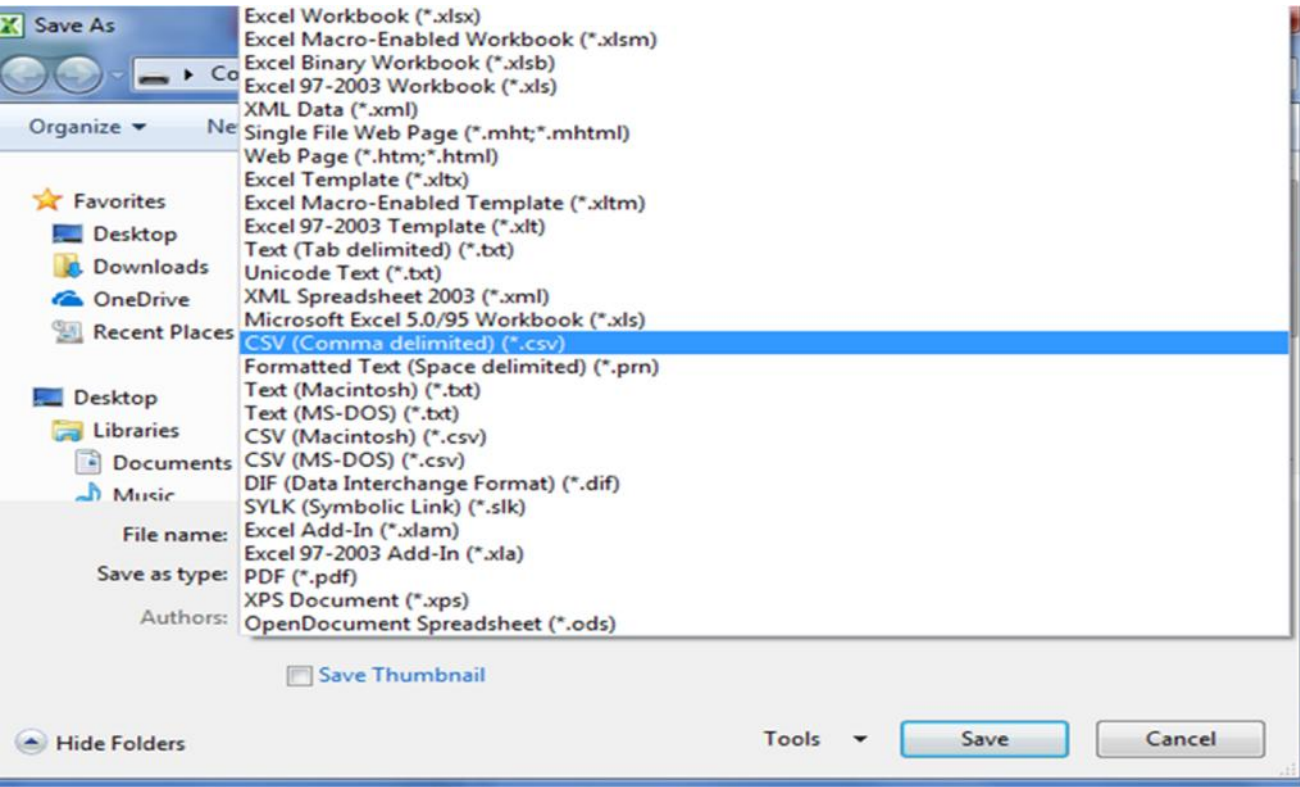 Save As
Co
Organize
Ne
Favorites
Desktop
Downloads
OneDrive
Recent Places
Desktop
Libraries
Documents
Music
Excel Workbook (*.xlsx)
Excel Macro-Enabled Workbook (*.xlsm)
Excel Binary Workbook (*.xlsb)
Excel 97-2003 Workbook (*.xls)
XML Data (*.xml)
Single File Web Page (*.mht;*.mhtml)
Web Page (*.htm;*.html)
Excel Template (*.xltx)
Excel Macro-Enabled Template (*.xltm)
Excel 97-2003 Template (*.xlt)
Text (Tab delimited) (*.txt)
Unicode Text (*.txt)
XML Spreadsheet 2003 (*.xml)
Microsoft Excel 5.0/95 Workbook (*.xls)
CSV (Comma delimited) (*.csv)
Formatted Text (Space delimited) (*.prn)
Text (Macintosh) (*.txt)
Text (MS-DOS) (*.txt)
CSV (Macintosh) (*.csv)
CSV (MS-DOS) (*.csv)
DIF (Data Interchange Format) (*.dif)
SYLK (Symbolic Link) (*.slk)
Excel Add-In (*.xlam)
Excel 97-2003 Add-In (*.xla)
PDF (*.pdf)
XPS Document (*.xps)
OpenDocument Spreadsheet (*.ods)
File name:
Save as type:
Authors:
Save Thumbnail
Hide Folders
Tools
Save
Cancel